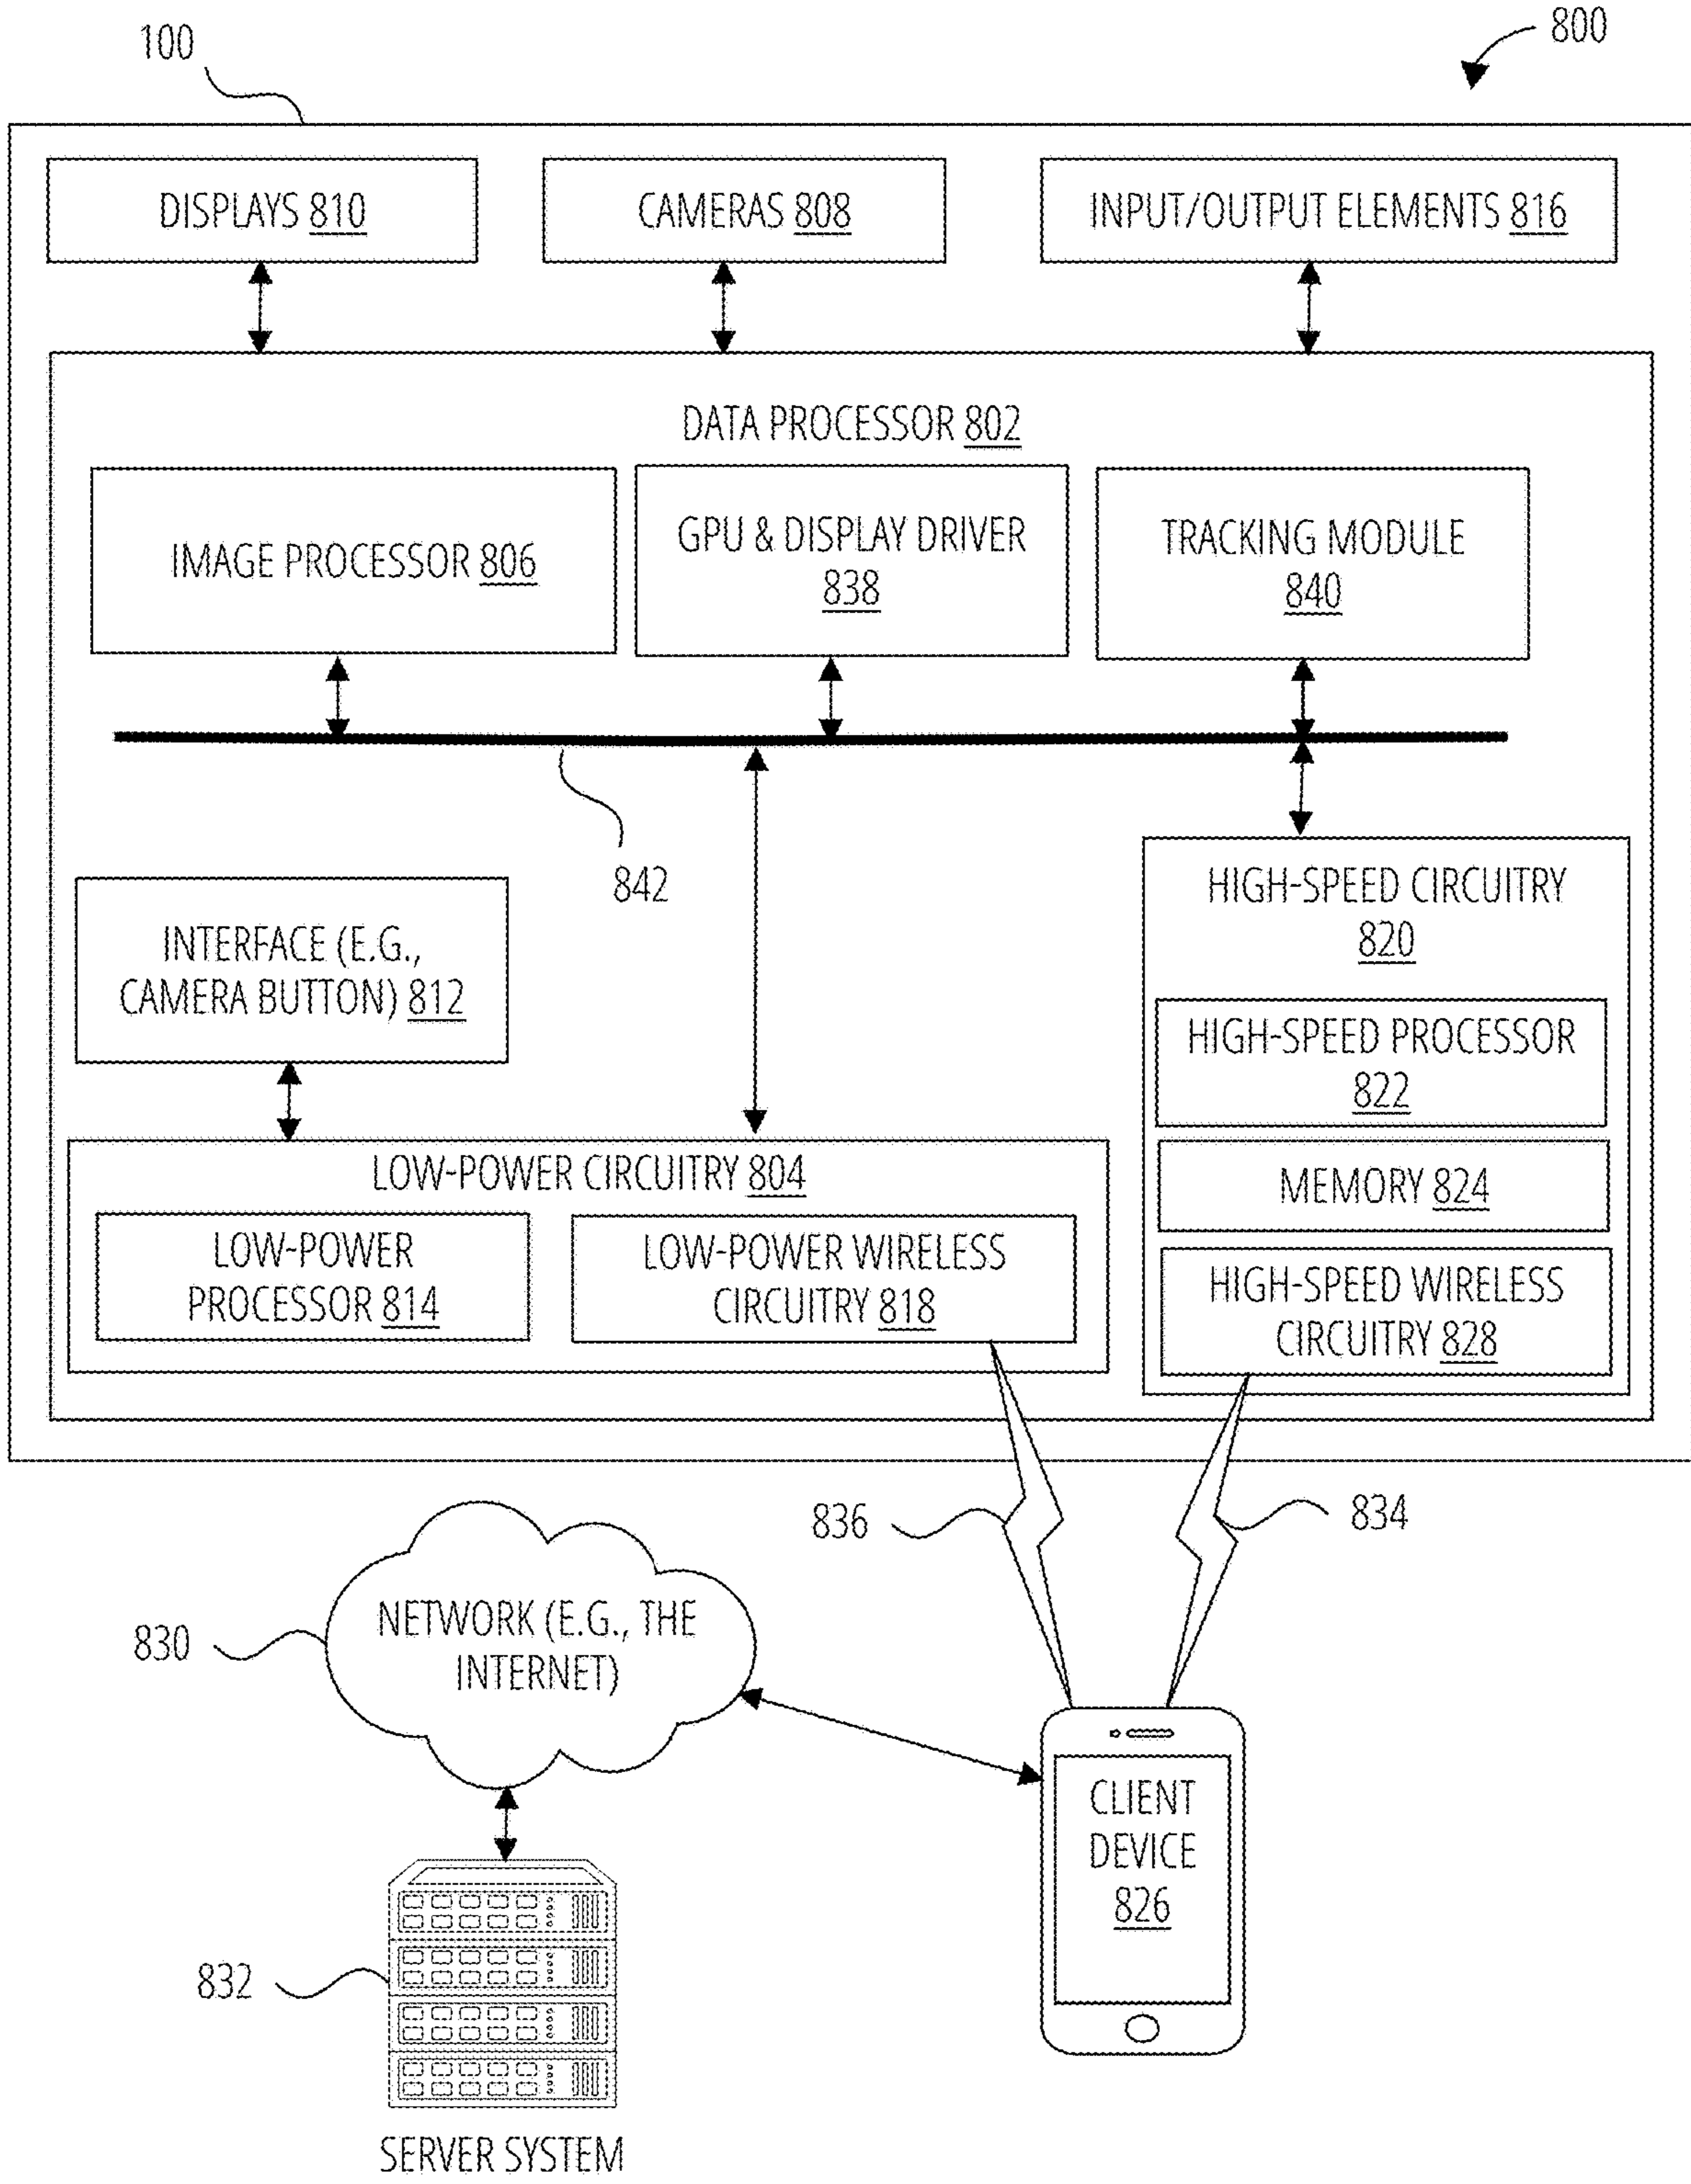 100
800
DISPLAYS 810
CAMERAS 808
INPUT/OUTPUT ELEMENTS 816
DATA PROCESSOR 802
IMAGE PROCESSOR 806
GPU & DISPLAY DRIVER
838
TRACKING MODULE
840
842
INTERFACE (E.G.,
CAMERA BUTTON) 812
HIGH-SPEED CIRCUITRY
820
HIGH-SPEED PROCESSOR
822
MEMORY 824
HIGH-SPEED WIRELESS
CIRCUITRY 828
LOW-POWER CIRCUITRY 804
LOW-POWER
PROCESSOR 814
LOW-POWER WIRELESS
CIRCUITRY 818
836
834
830
NETWORK (E.G., THE
INTERNET)
CLIENT
DEVICE
826
832
SERVER SYSTEM